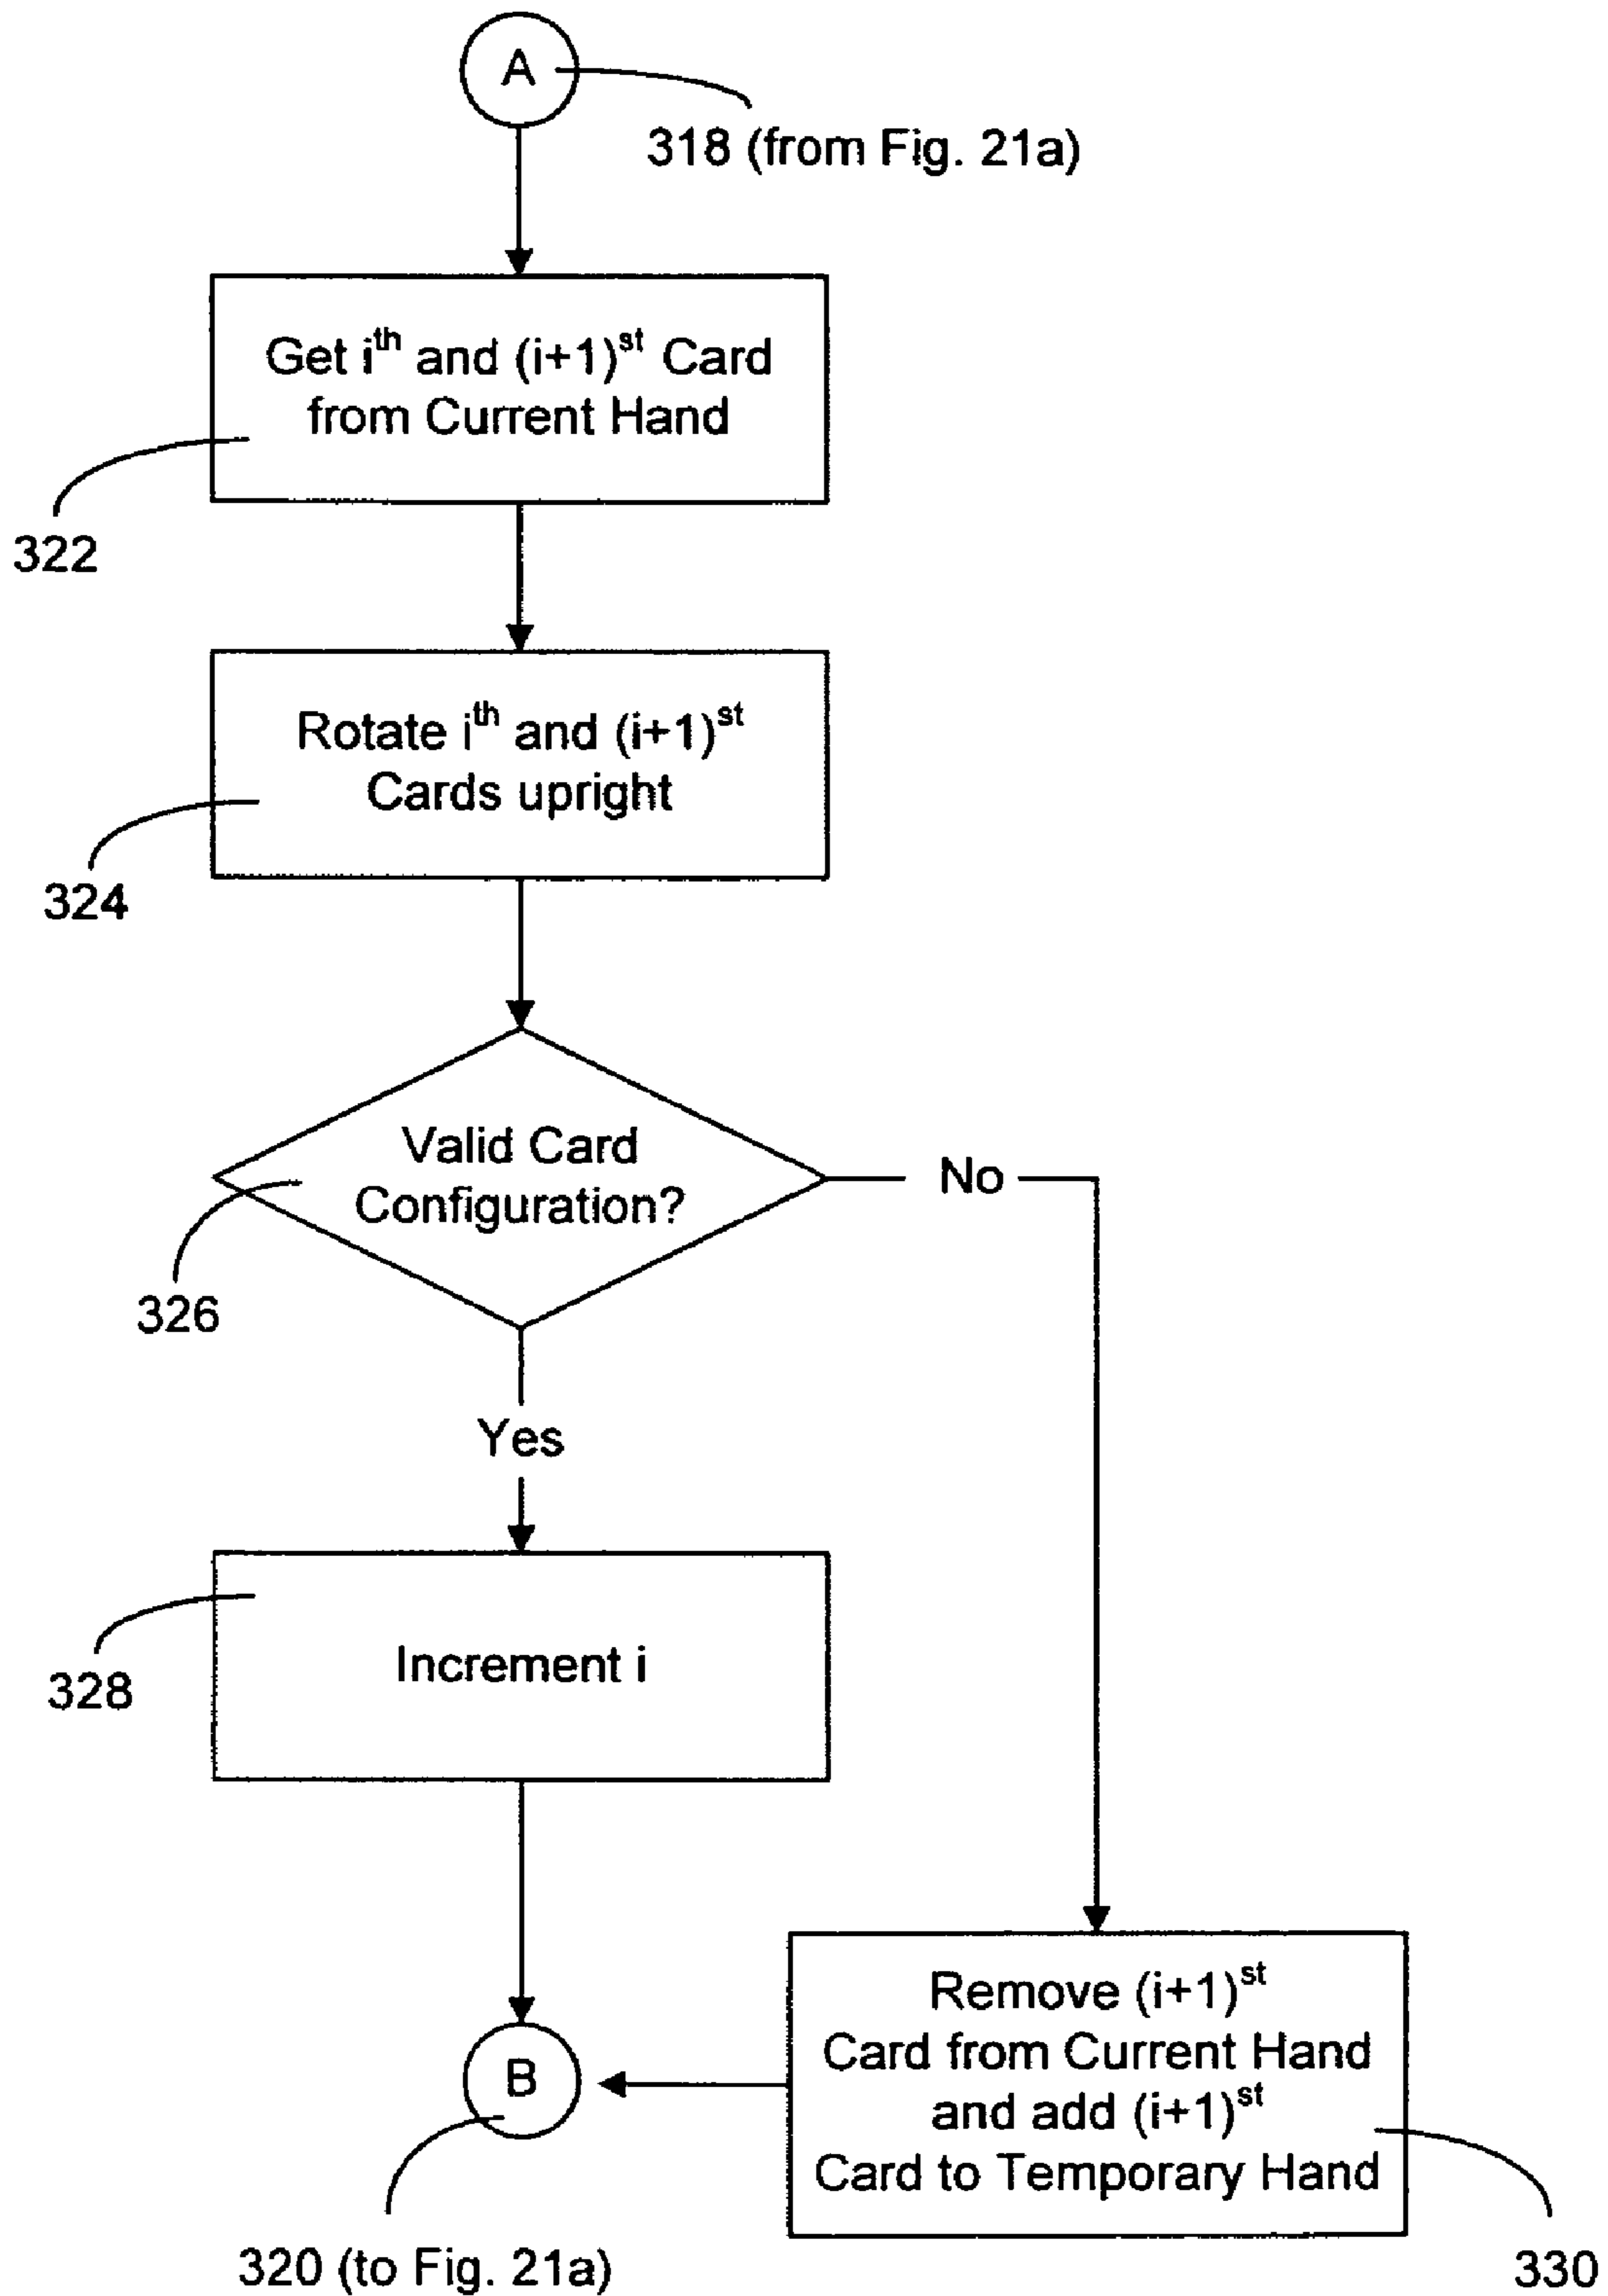 A
318 (from Fig. 21a)
Get iᵗʰ and (i+1)ˢᵗ Card
from Current Hand
322
Rotate iᵗʰ and (i+1)ˢᵗ
Cards upright
324
Valid Card
Configuration?
No
326
Yes
Increment i
328
Remove (i+1)ˢᵗ
Card from Current Hand
and add (i+1)ˢᵗ
Card to Temporary Hand
B
320 (to Fig. 21a)
330